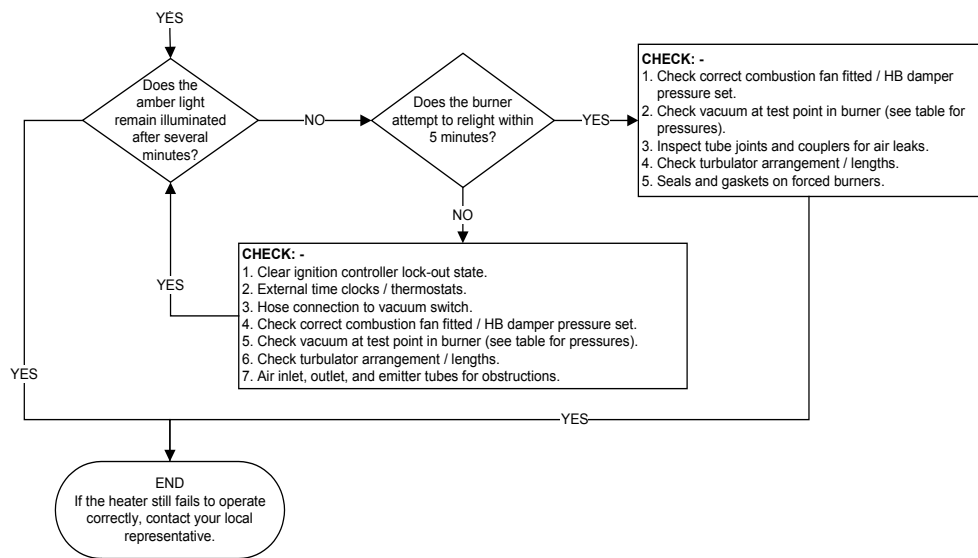 YES
Does the
amber light
remain illuminated
after several
minutes?
NO
Does the burner
attempt to relight within
5 minutes?
YES
CHECK: -
1. Check correct combustion fan fitted / HB damper
pressure set.
2. Check vacuum at test point in burner (see table for
pressures).
3. Inspect tube joints and couplers for air leaks.
4. Check turbulator arrangement / lengths.
5. Seals and gaskets on forced burners.
NO
CHECK: -
1. Clear ignition controller lock-out state.
2. External time clocks / thermostats.
3. Hose connection to vacuum switch.
4. Check correct combustion fan fitted / HB damper pressure set.
5. Check vacuum at test point in burner (see table for pressures).
6. Check turbulator arrangement / lengths.
7. Air inlet, outlet, and emitter tubes for obstructions.
YES
YES
YES
END
If the heater still fails to operate
correctly, contact your local
representative.